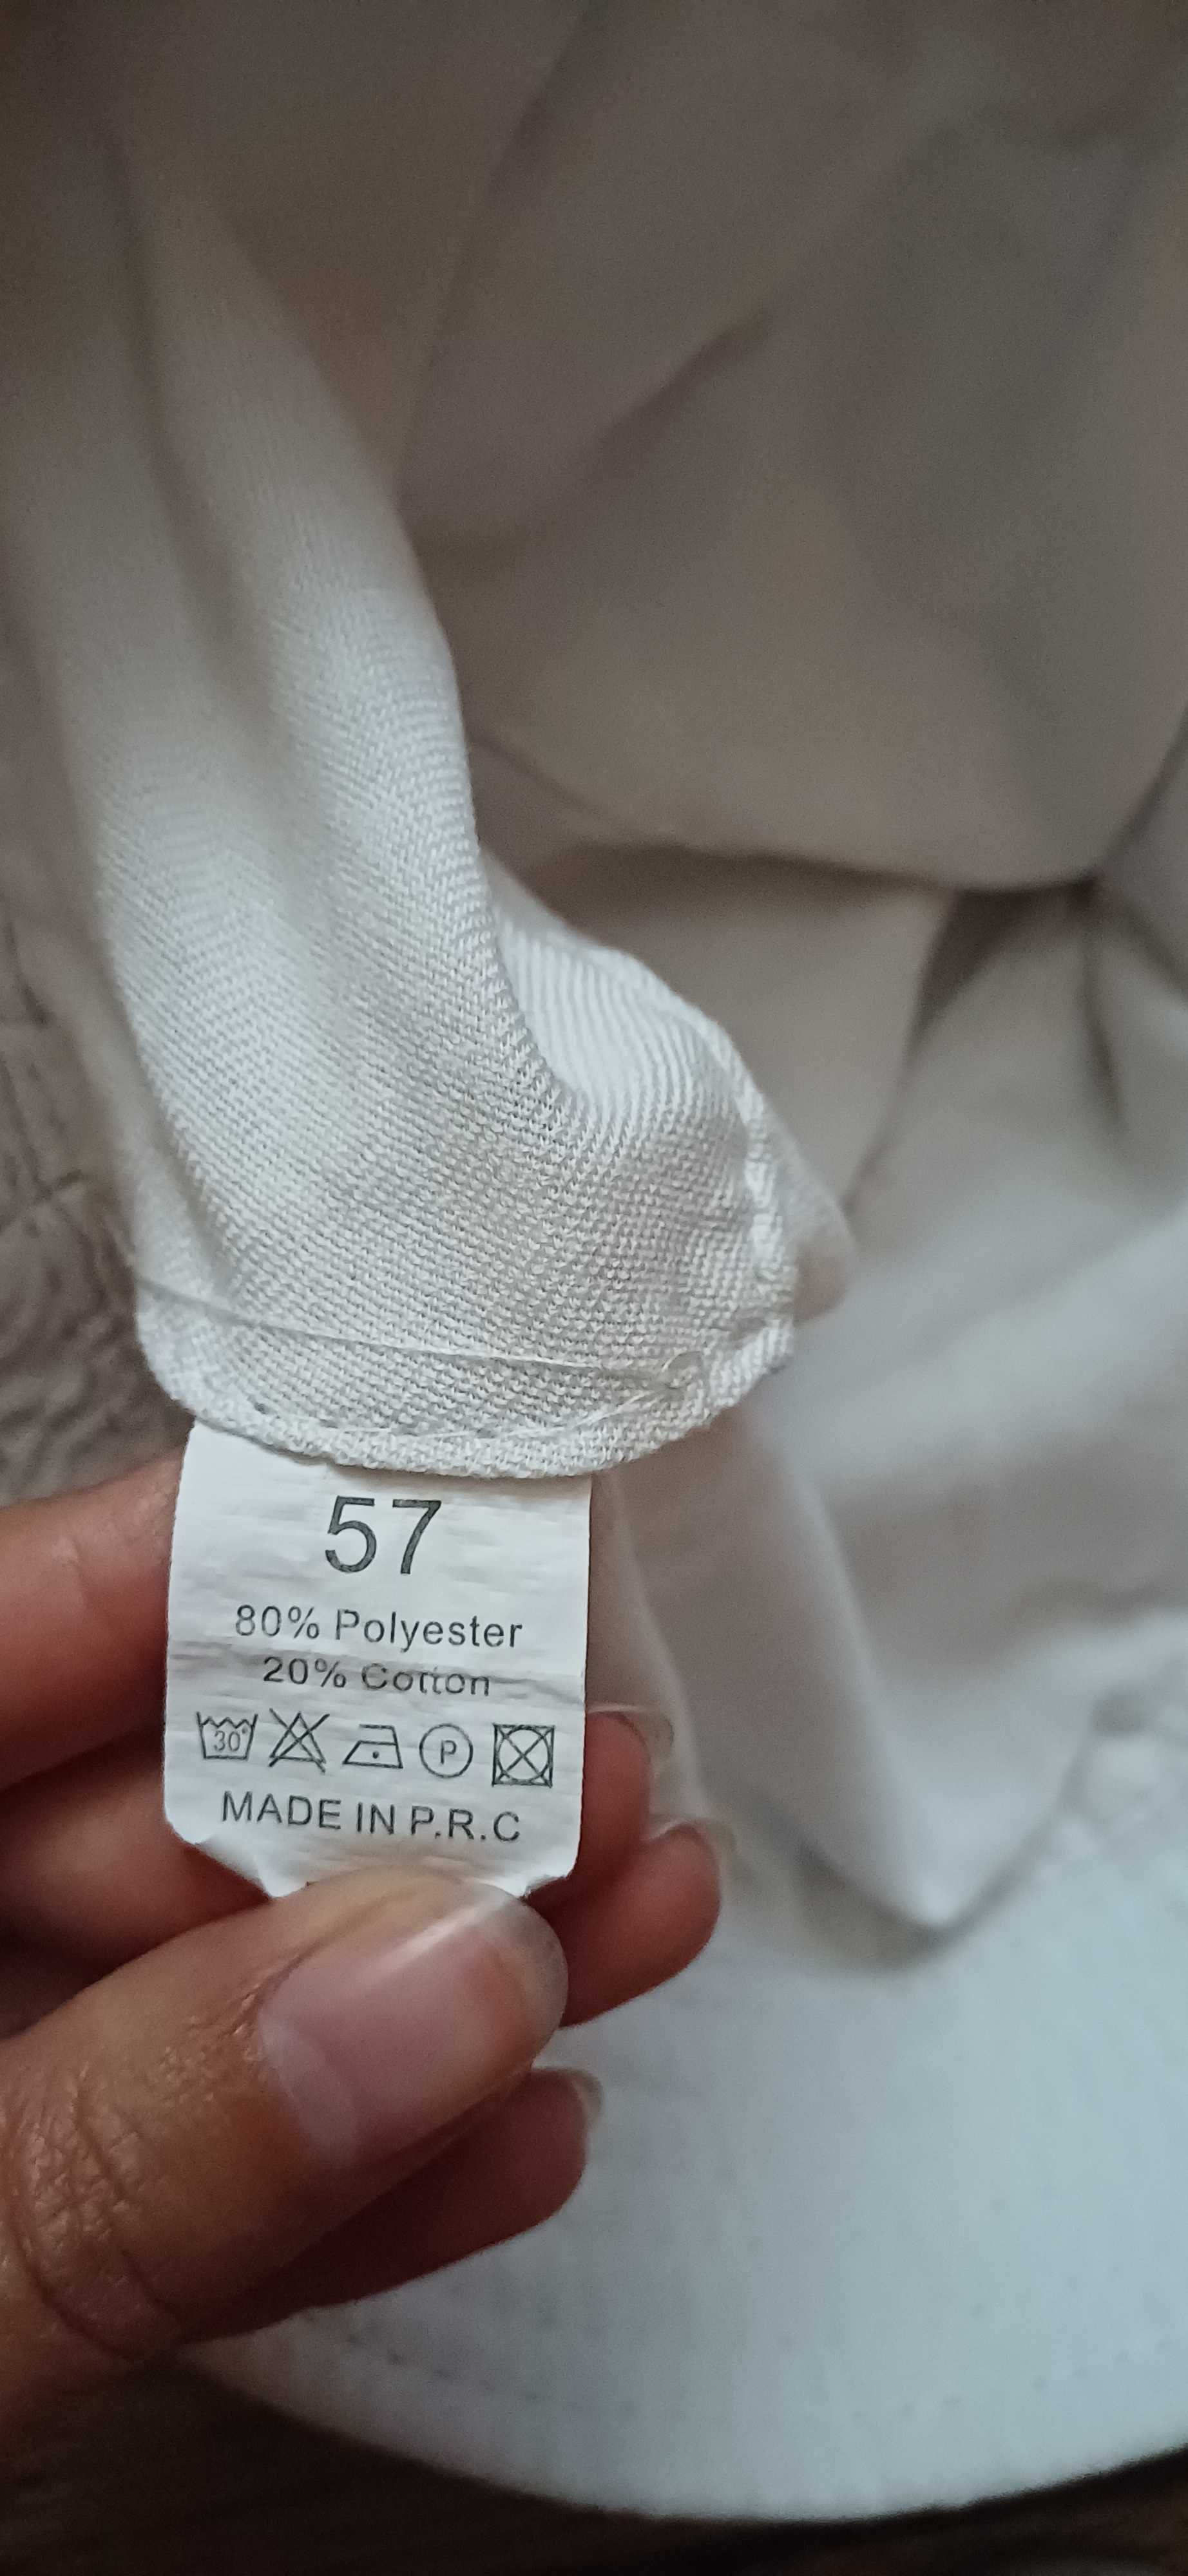 57
80% Polyester
20% Cotton
30°
P
MADE IN P.R.C